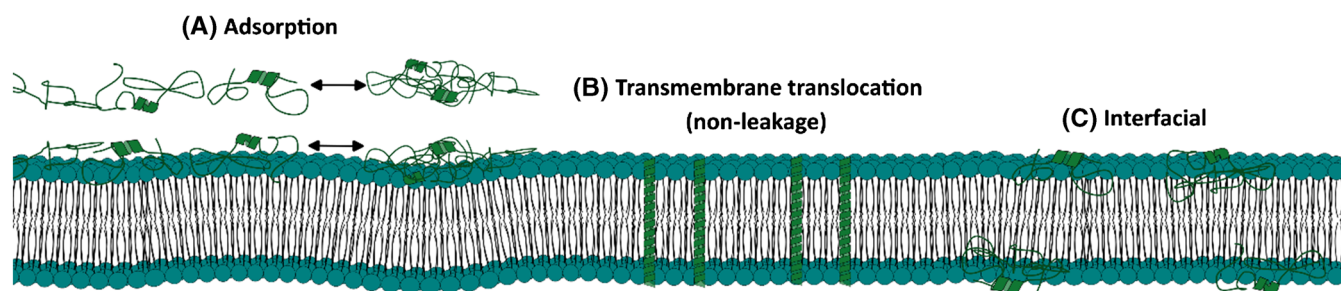 (A) Adsorption
(B) Transmembrane translocation
(non-leakage)
(C) Interfacial